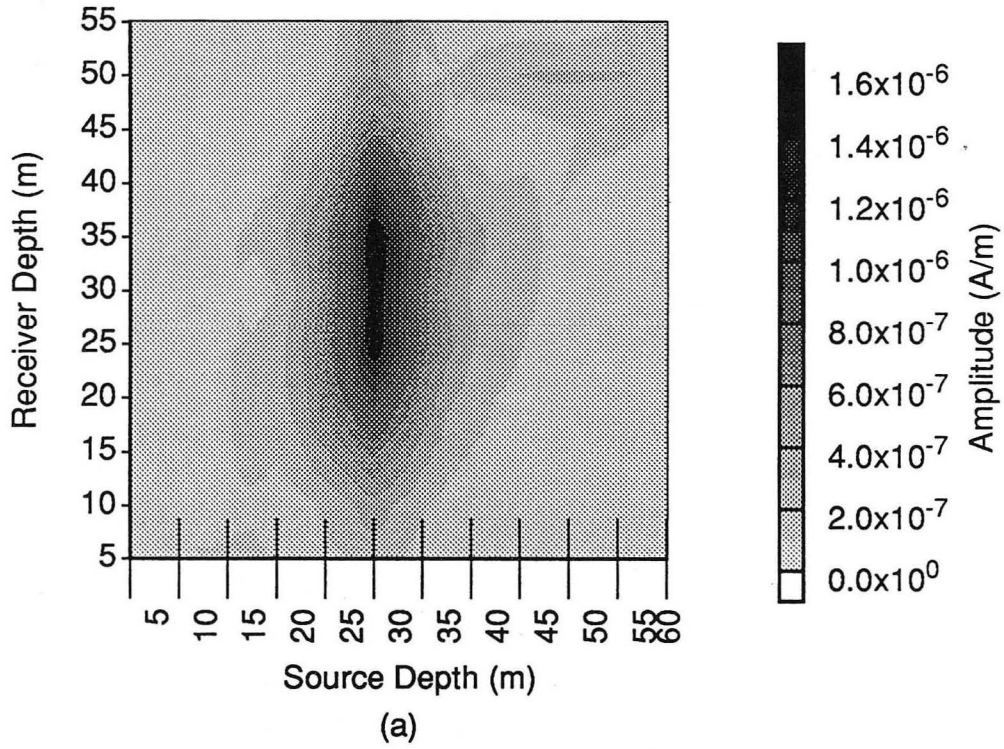 55
50
45
40
35
30
25
20
15
10
5
Receiver Depth (m)
5 10 15 20 25 30 35 40 45 50 55 60
Source Depth (m)
(a)
1.6x10⁻⁶
1.4x10⁻⁶
1.2x10⁻⁶
1.0x10⁻⁶
8.0x10⁻⁷
6.0x10⁻⁷
4.0x10⁻⁷
2.0x10⁻⁷
0.0x10⁰
Amplitude (A/m)